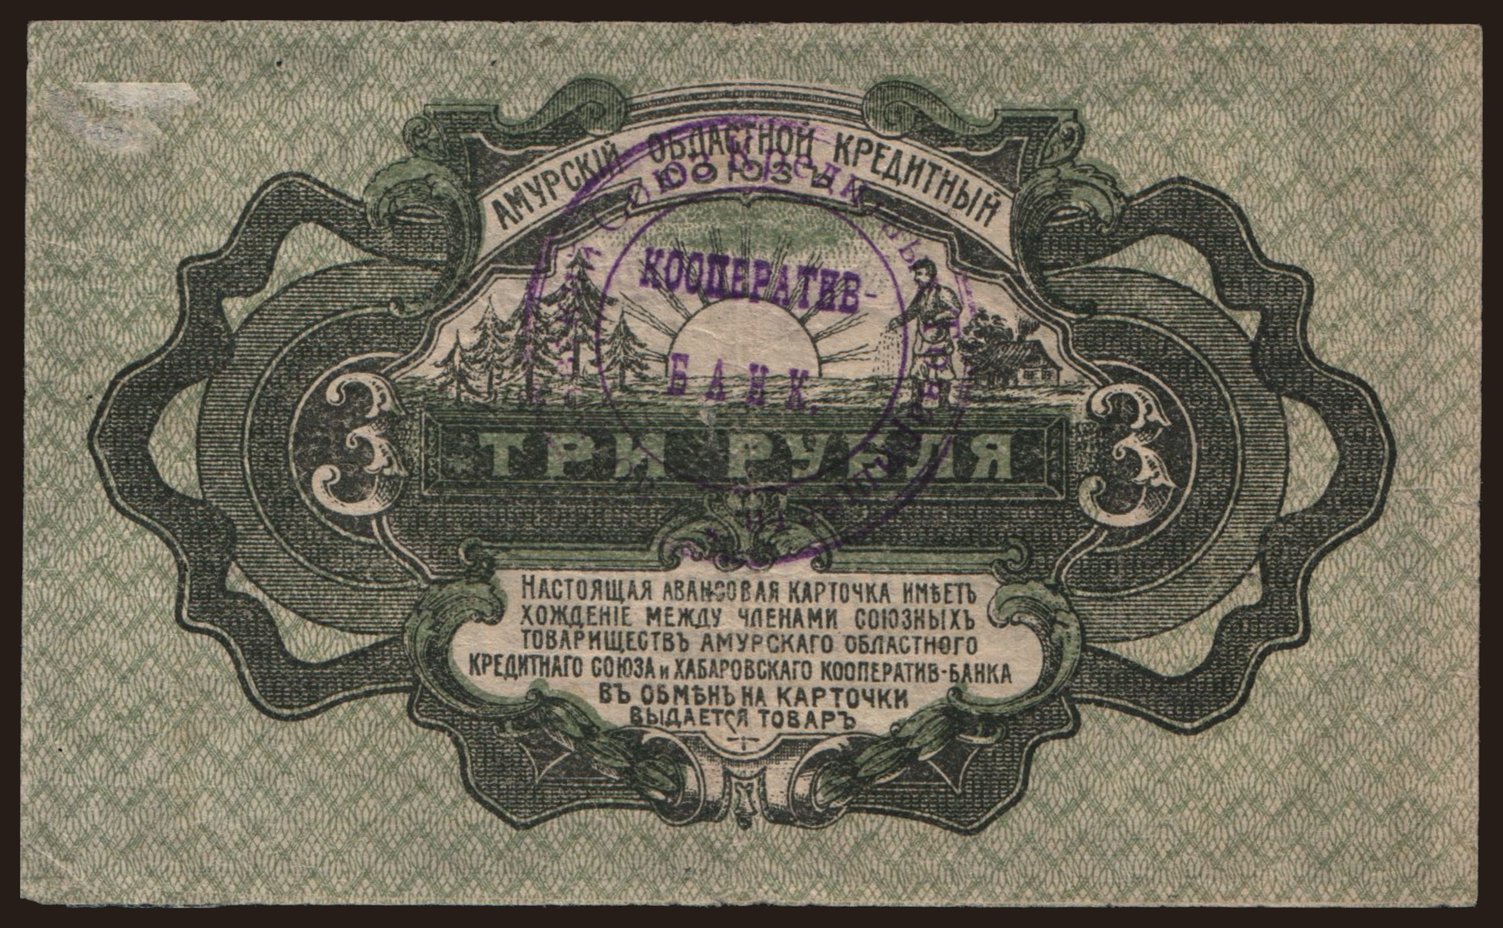 АМУРСКІЙ ОБЛАСТНОЙ КРЕДИТНЫЙ
СОЮЗЪ
КООПЕРАТИВ-
БАНК.
3 ТРИ РУБЛЯ 3
НАСТОЯЩАЯ АВАНСОВАЯ КАРТОЧКА ИМѢЕТЪ
ХОЖДЕНІЕ МЕЖДУ ЧЛЕНАМИ СОЮЗНЫХЪ
ТОВАРИЩЕСТВЪ АМУРСКАГО ОБЛАСТНОГО
КРЕДИТНАГО СОЮЗА И ХАБАРОВСКАГО КООПЕРАТИВ-БАНКА
ВЪ ОБМѢНЪ НА КАРТОЧКИ
ВЫДАЕТСЯ ТОВАРЪ